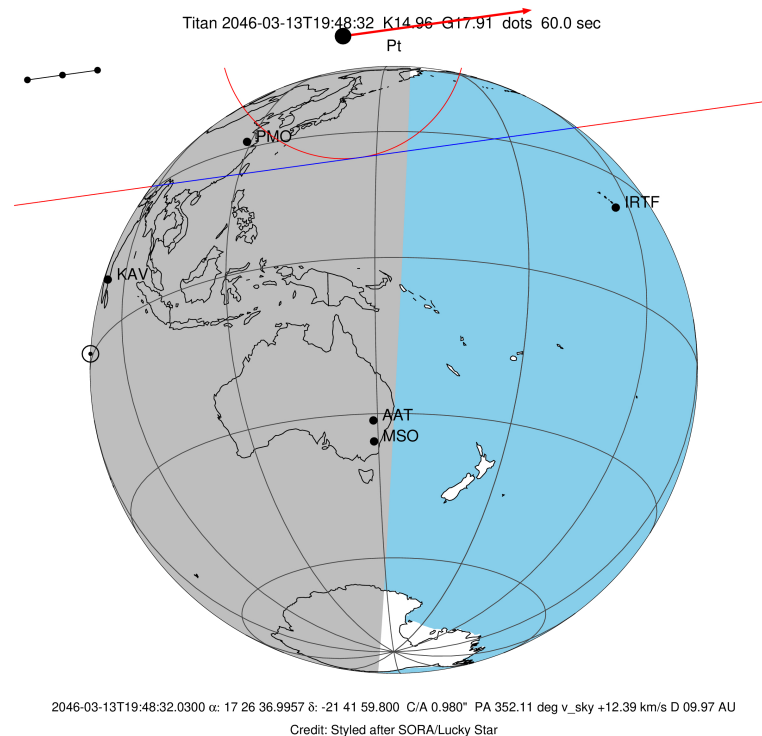 Titan 2046-03-13T19:48:32 K14.96 G17.91 dots 60.0 sec
Pt
PMO
IRTF
KAV
AAT
MSO
2046-03-13T19:48:32.0300 α: 17 26 36.9957 δ: -21 41 59.800 C/A 0.980" PA 352.11 deg v_sky +12.39 km/s D 09.97 AU
Credit: Styled after SORA/Lucky Star